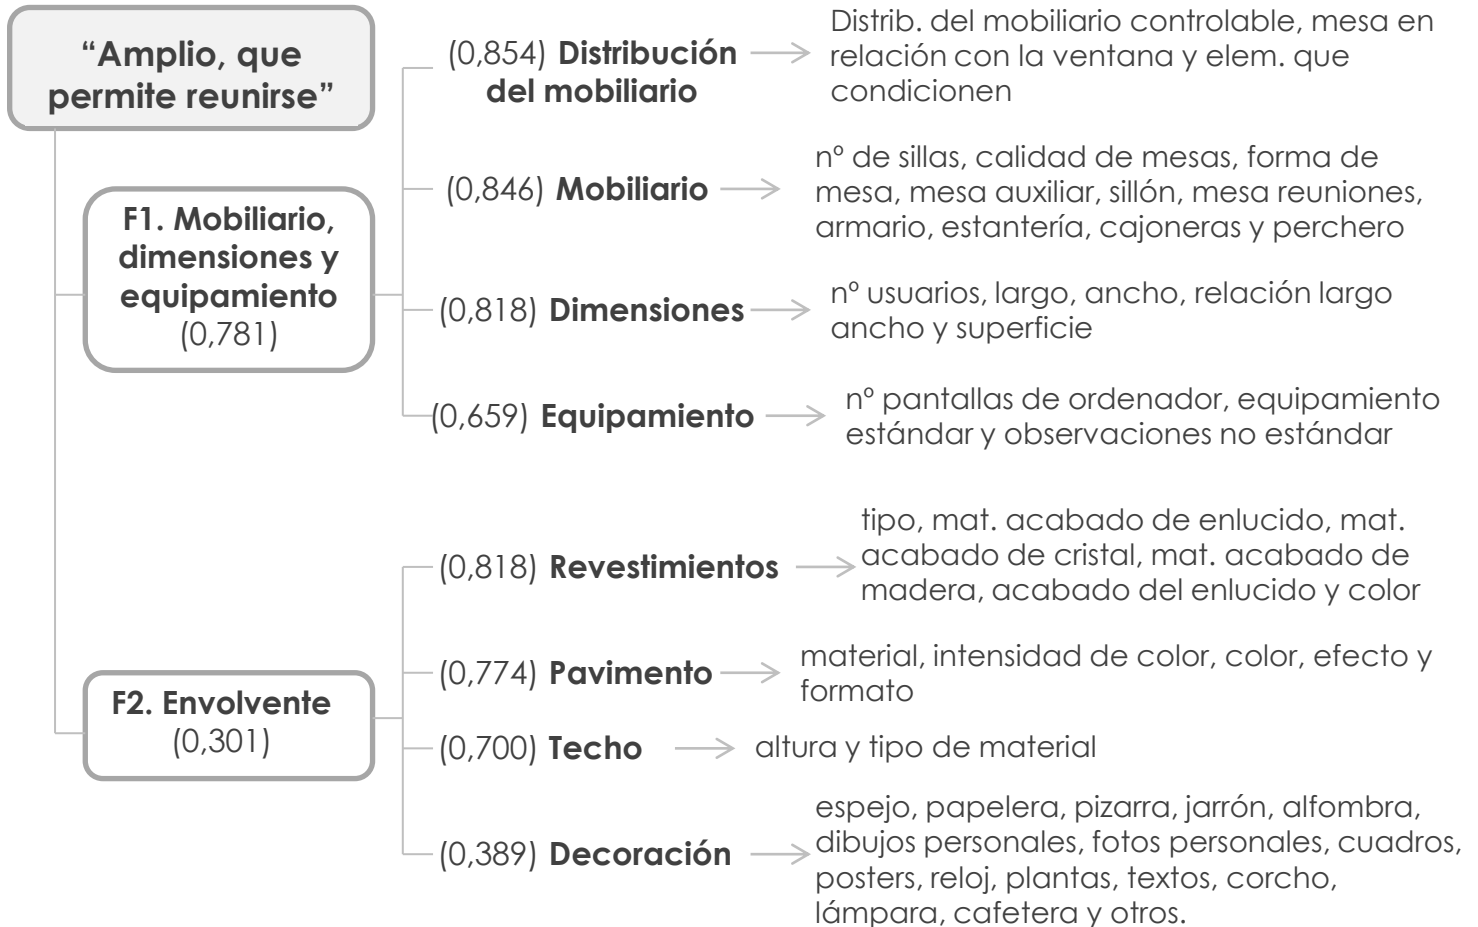 “Amplio, que
permite reunirse”
F1. Mobiliario,
dimensiones y
equipamiento
(0,781)
(0,854) Distribución
del mobiliario
Distrib. del mobiliario controlable, mesa en
relación con la ventana y elem. que
condicionen
(0,846) Mobiliario
nº de sillas, calidad de mesas, forma de
mesa, mesa auxiliar, sillón, mesa reuniones,
armario, estantería, cajoneras y perchero
(0,818) Dimensiones
nº usuarios, largo, ancho, relación largo
ancho y superficie
(0,659) Equipamiento
nº pantallas de ordenador, equipamiento
estándar y observaciones no estándar
F2. Envolvente
(0,301)
(0,818) Revestimientos
tipo, mat. acabado de enlucido, mat.
acabado de cristal, mat. acabado de
madera, acabado del enlucido y color
(0,774) Pavimento
material, intensidad de color, color, efecto y
formato
(0,700) Techo
altura y tipo de material
(0,389) Decoración
espejo, papelera, pizarra, jarrón, alfombra,
dibujos personales, fotos personales, cuadros,
posters, reloj, plantas, textos, corcho,
lámpara, cafetera y otros.